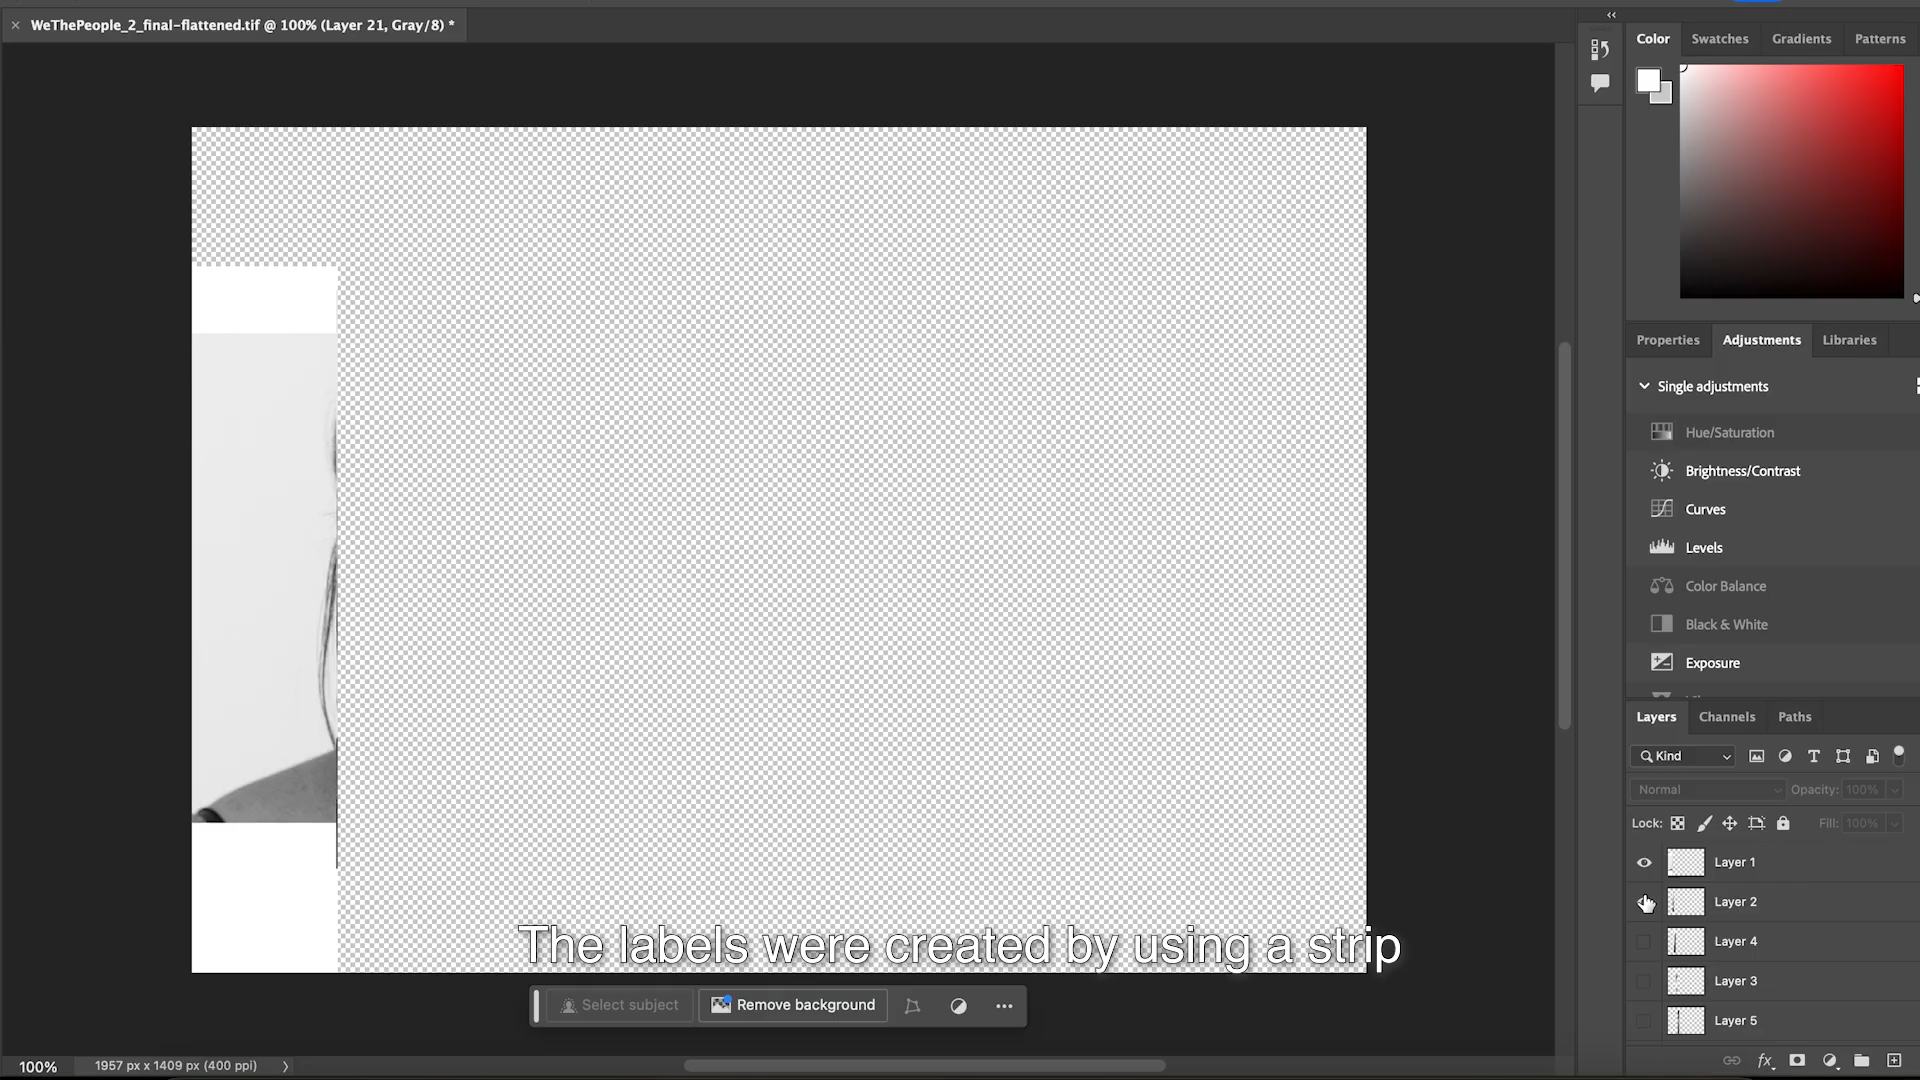 WeThePeople_2_final-flattened.tif @ 100% (Layer 21, Gray/8) *
Color
Swatches
Gradients
Patterns
Properties
Adjustments
Libraries
Single adjustments
Hue/Saturation
Brightness/Contrast
Curves
Levels
Color Balance
Black & White
Exposure
Layers
Channels
Paths
Kind
Normal
Opacity: 100%
Lock:
Fill: 100%
Layer 1
Layer 2
Layer 4
Layer 3
Layer 5
The labels were created by using a strip
Select subject
Remove background
100%
1957 px x 1409 px (400 ppi)